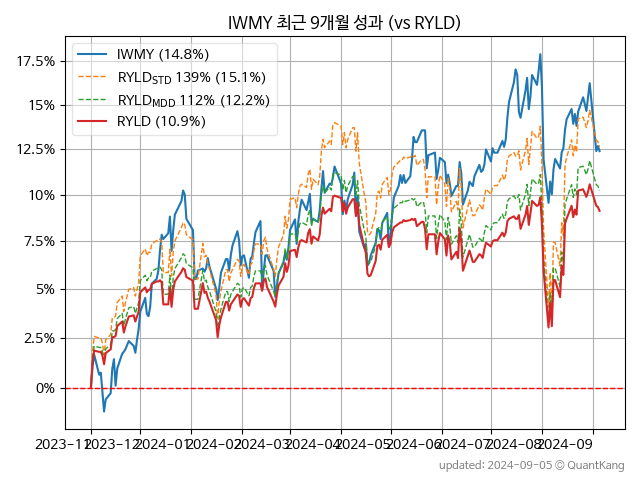 IWMY 최근 9개월 성과 (vs RYLD)
IWMY (14.8%)
RYLD_STD 139% (15.1%)
RYLD_MDD 112% (12.2%)
RYLD (10.9%)
17.5%
15%
12.5%
10%
7.5%
5%
2.5%
0%
2023-11 2023-12 2024-01 2024-02 2024-03 2024-04 2024-05 2024-06 2024-07 2024-08 2024-09
updated: 2024-09-05 © QuantKang